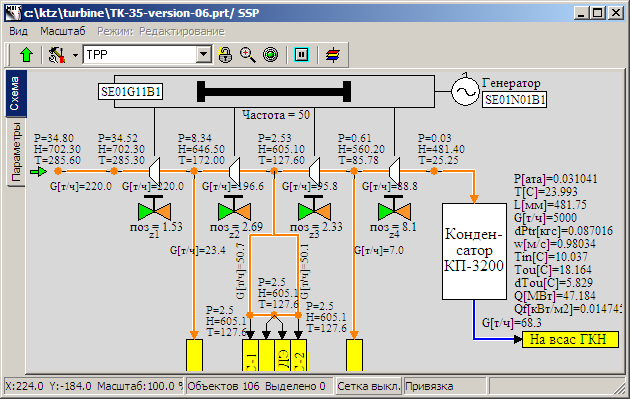 c:\ktz\turbine\TK-35-version-06.prt/ SSP
Вид Масштаб Режим: Редактирование
TPP
Схема
Параметры
SE01G11B1
Генератор
SE01N01B1
Частота = 50
P=34.80
H=702.30
T=285.60
P=34.52
H=702.30
T=285.30
P=8.34
H=646.50
T=172.00
P=2.53
H=605.10
T=127.60
P=0.61
H=560.20
T=85.78
P=0.03
H=481.40
T=25.25
G[т/ч]=220.0
G[т/ч]=220.0
G[т/ч]=196.6
G[т/ч]=95.8
G[т/ч]=88.8
поз = 1.53
z1
поз = 2.69
z2
поз = 2.33
z3
поз = 8.1
z4
G[т/ч]=23.4
G[т/ч]=50.7
G[т/ч]=50.1
G[т/ч]=7.0
P=2.5
H=605.1
T=127.6
P=2.5
H=605.1
T=127.6
P=2.5
H=605.1
T=127.6
С-1
ДЭ
С-2
Конден-
сатор
КП-3200
P[ата]=0.031041
T[C]=23.993
L[мм]=481.75
G[т/ч]=5000
dPtr[кгс]=0.087016
w[м/с]=0.98034
Tin[C]=10.037
Tou[C]=18.164
dTou[C]=5.829
Q[МВт]=47.184
Qf[кВт/м2]=0.014745
G[т/ч]=68.3
На всас ГКН
X:224.0 Y:-184.0 Масштаб:100.0 % Объектов 106 Выделено 0 Сетка выкл. Привязка